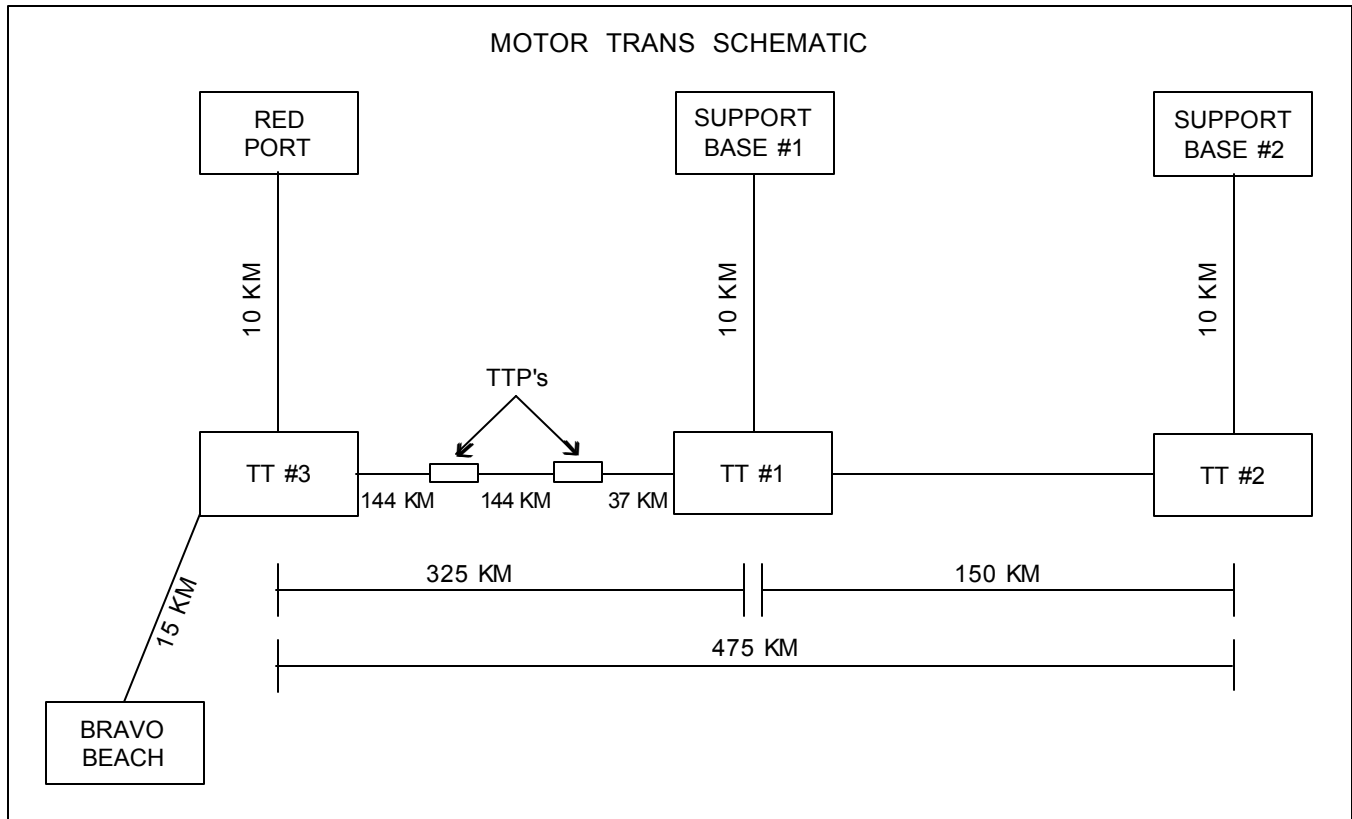 MOTOR TRANS SCHEMATIC
RED
PORT
SUPPORT
BASE #1
SUPPORT
BASE #2
10 KM
10 KM
10 KM
TTP's
TT #3
TT #1
TT #2
144 KM
144 KM
37 KM
325 KM
150 KM
15 KM
475 KM
BRAVO
BEACH